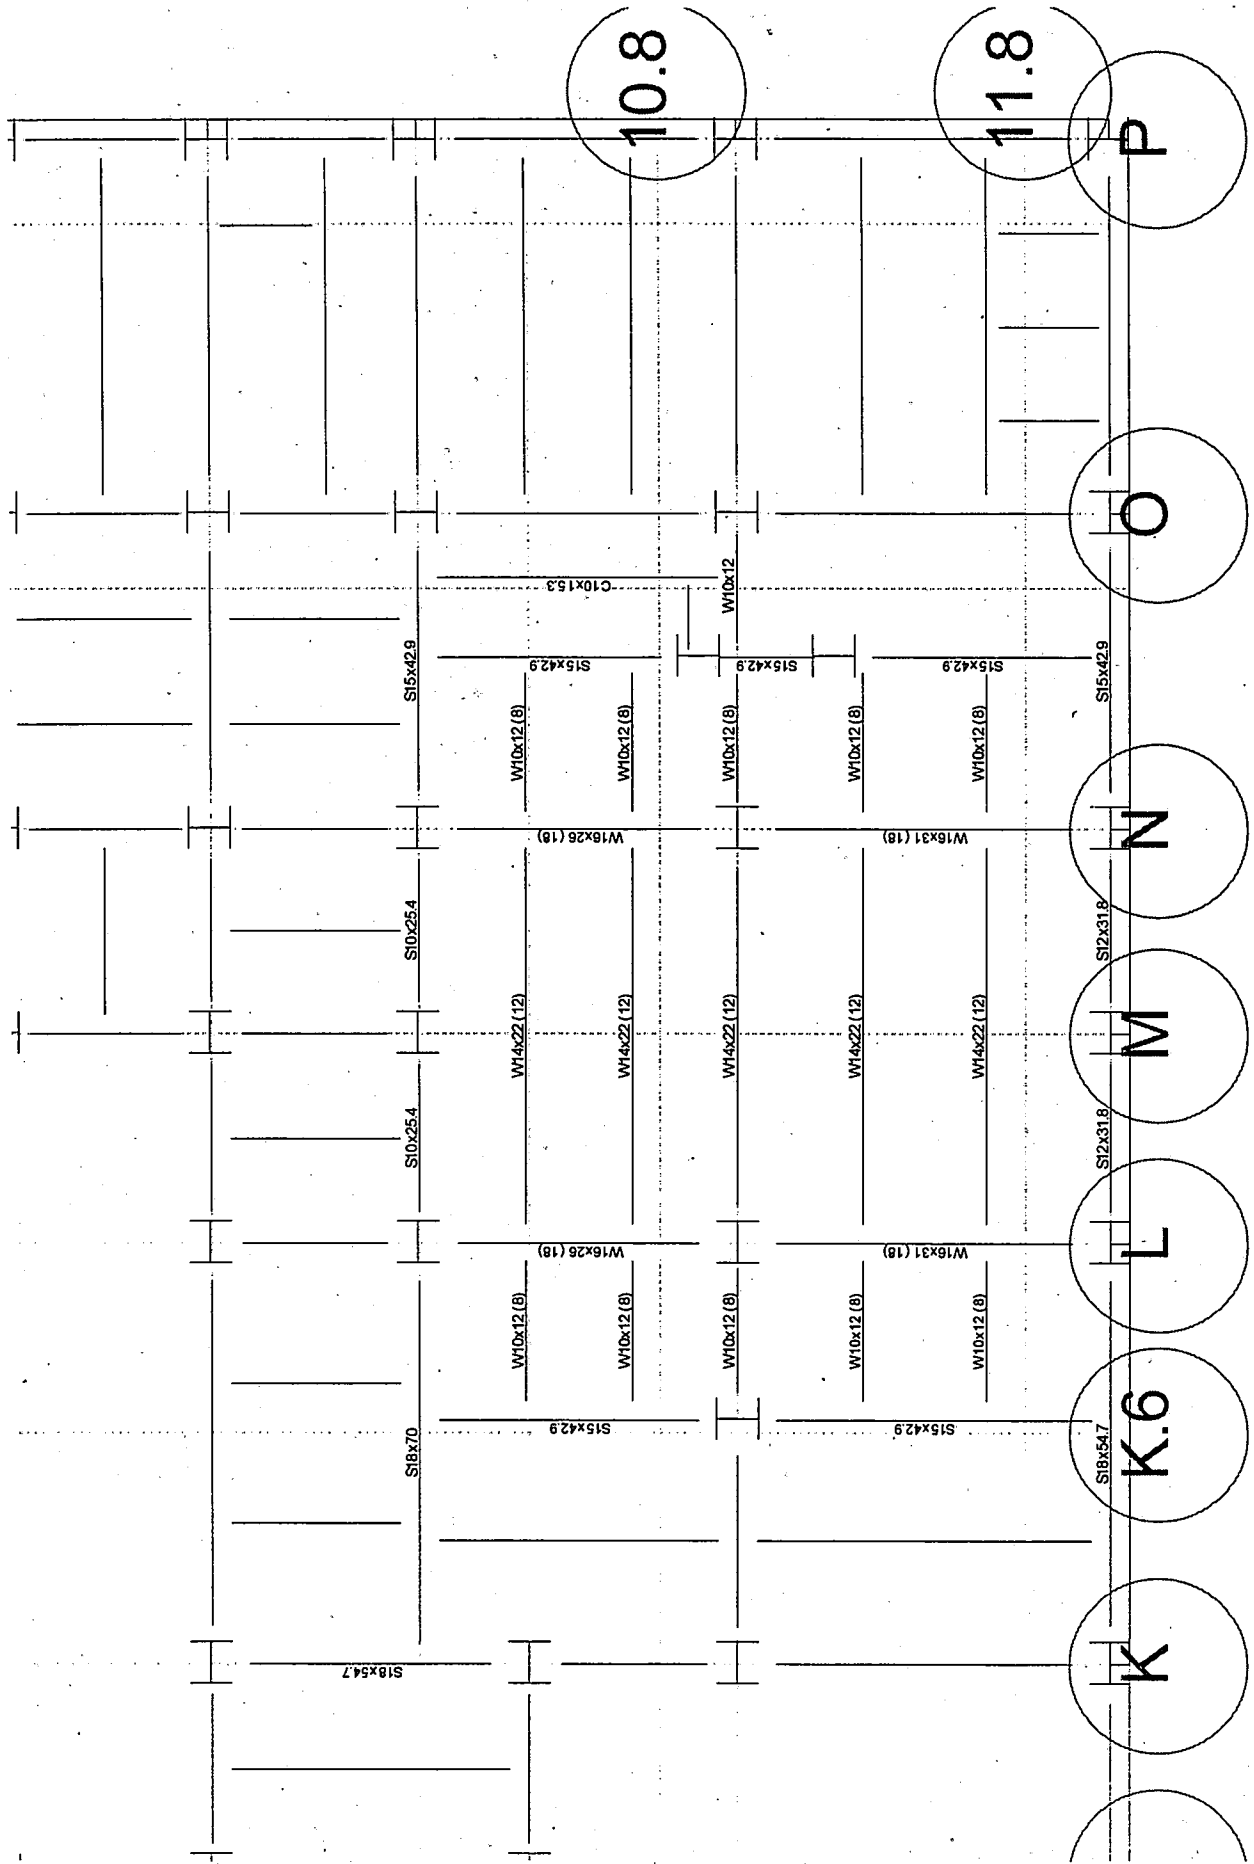 10.8
11.8
P
O
C10x15.3
W10x12
S15x42.9
S15x42.9
S15x42.9
S15x42.9
S15x42.9
W10x12 (8)
W10x12 (8)
W10x12 (8)
W10x12 (8)
W10x12 (8)
N
W16x26 (18)
W16x31 (18)
S10x25.4
S12x31.8
W14x22 (12)
W14x22 (12)
W14x22 (12)
W14x22 (12)
W14x22 (12)
M
S10x25.4
S12x31.8
L
W16x26 (18)
W16x31 (18)
W10x12 (8)
W10x12 (8)
W10x12 (8)
W10x12 (8)
W10x12 (8)
S15x42.9
S15x42.9
S18x70
S18x54.7
K.6
S18x54.7
K